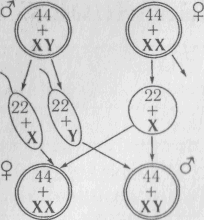 ♂ 44 + XY
44 + XX ♀
22 + X
22 + Y
22 + X
♀ 44 + XX
44 + XY ♂